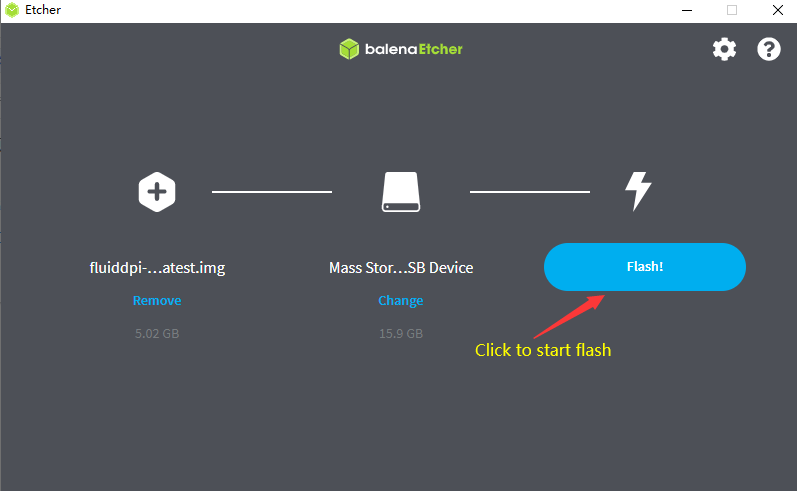 Etcher
balenaEtcher
fluiddpi-...atest.img
Mass Stor...SB Device
Flash!
Remove
Change
5.02 GB
15.9 GB
Click to start flash